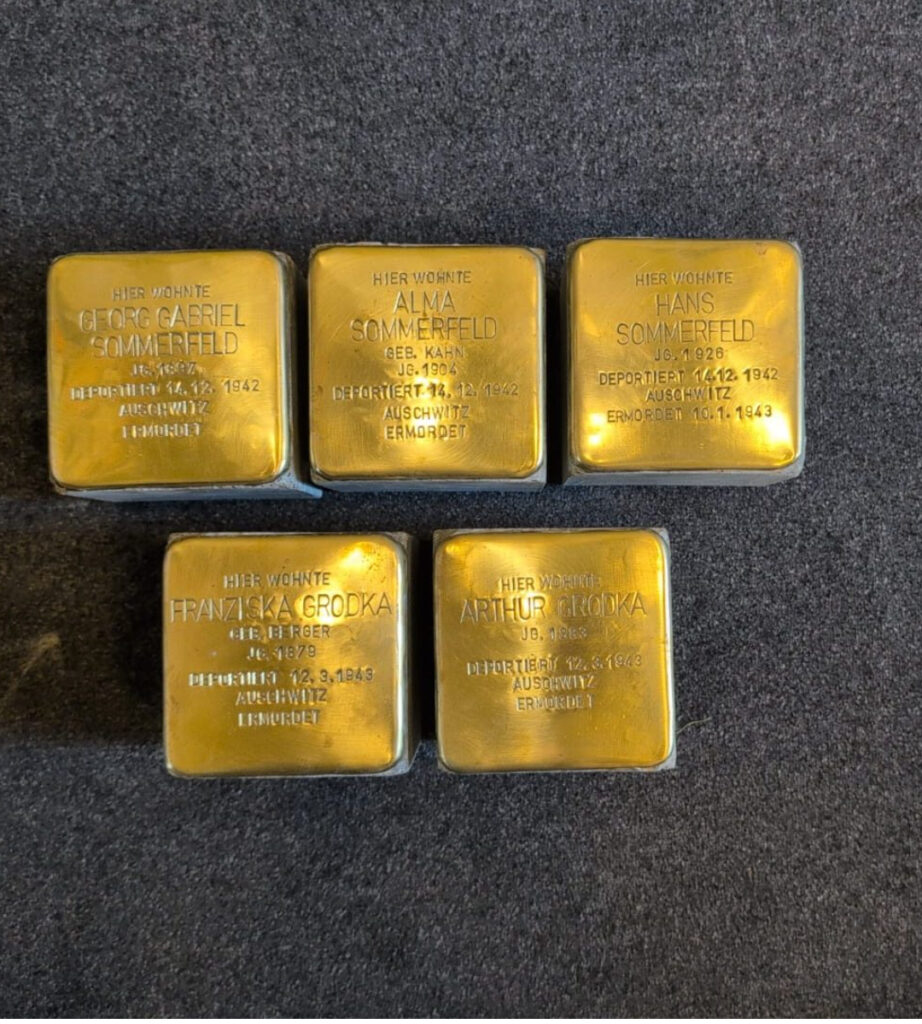 HIER WOHNTE
GEORG GABRIEL
SOMMERFELD
JG.
DEPORTIERT 14.12.1942
AUSCHWITZ
ERMORDET
HIER WOHNTE
ALMA
SOMMERFELD
GEB. KAHN
JG. 1904
DEPORTIERT 14.12.1942
AUSCHWITZ
ERMORDET
HIER WOHNTE
HANS
SOMMERFELD
JG. 1926
DEPORTIERT 14.12.1942
AUSCHWITZ
ERMORDET 10.1.1943
HIER WOHNTE
FRANZISKA GRODKA
GEB. BERGER
JG. 1879
DEPORTIERT 12.3.1943
AUSCHWITZ
ERMORDET
HIER WOHNTE
ARTHUR GRODKA
JG.
DEPORTIERT 12.3.1943
AUSCHWITZ
ERMORDET